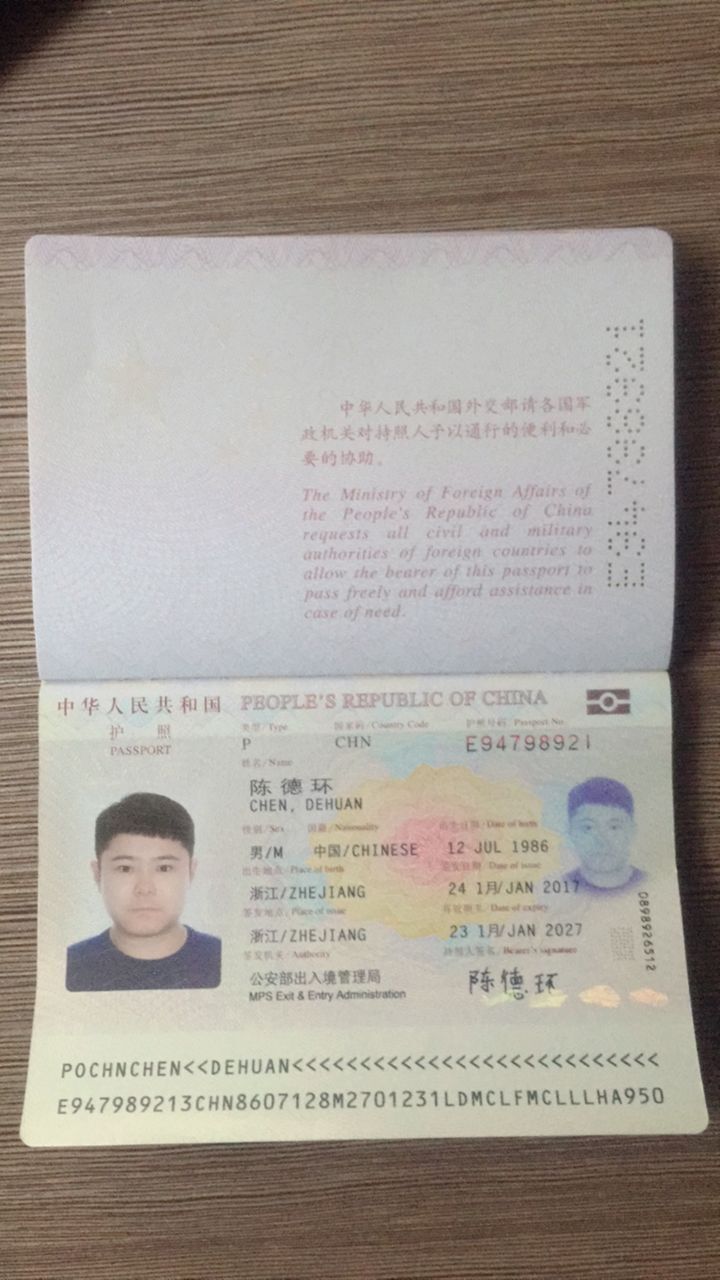 中华人民共和国外交部请各国军
政机关对持照人予以通行的便利和必
要的协助。
The Ministry of Foreign Affairs of
the People's Republic of China
requests all civil and military
authorities of foreign countries to
allow the bearer of this passport to
pass freely and afford assistance in
case of need.
E94798921
中华人民共和国 PEOPLE'S REPUBLIC OF CHINA
护 照
PASSPORT
类型/Type 国家码/Country Code 护照号码/Passport No.
P CHN E94798921
姓名/Name
陈德环
CHEN, DEHUAN
性别/Sex 国籍/Nationality 出生日期/Date of birth
男/M 中国/CHINESE 12 JUL 1986
出生地点/Place of birth 签发日期/Date of issue
浙江/ZHEJIANG 24 1月/JAN 2017
签发地点/Place of issue 有效期至/Date of expiry
浙江/ZHEJIANG 23 1月/JAN 2027
签发机关/Authority 持照人签名/Bearer's signature
公安部出入境管理局 陈德环
MPS Exit & Entry Administration
0898926512
POCHNCHEN<<DEHUAN<<<<<<<<<<<<<<<<<<<<<<<<<<<
E947989213CHN8607128M2701231LDMCLFMCLLLHA950